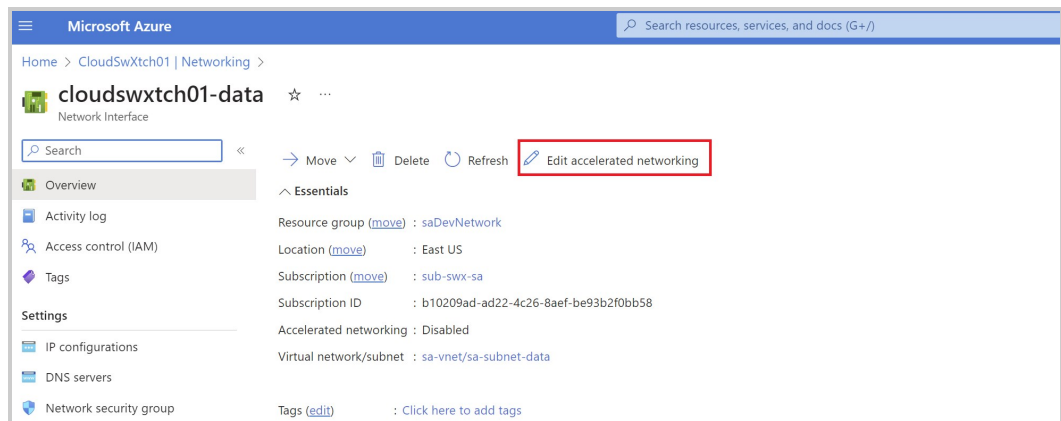 Microsoft Azure
Search resources, services, and docs (G+/)
Home > CloudSwXtch01 | Networking >
cloudswxtch01-data
Network Interface
Search
Move
Delete
Refresh
Edit accelerated networking
Overview
Activity log
Access control (IAM)
Tags
Settings
IP configurations
DNS servers
Network security group
Essentials
Resource group (move) : saDevNetwork
Location (move) : East US
Subscription (move) : sub-swx-sa
Subscription ID : b10209ad-ad22-4c26-8aef-be93b2f0bb58
Accelerated networking : Disabled
Virtual network/subnet : sa-vnet/sa-subnet-data
Tags (edit) : Click here to add tags